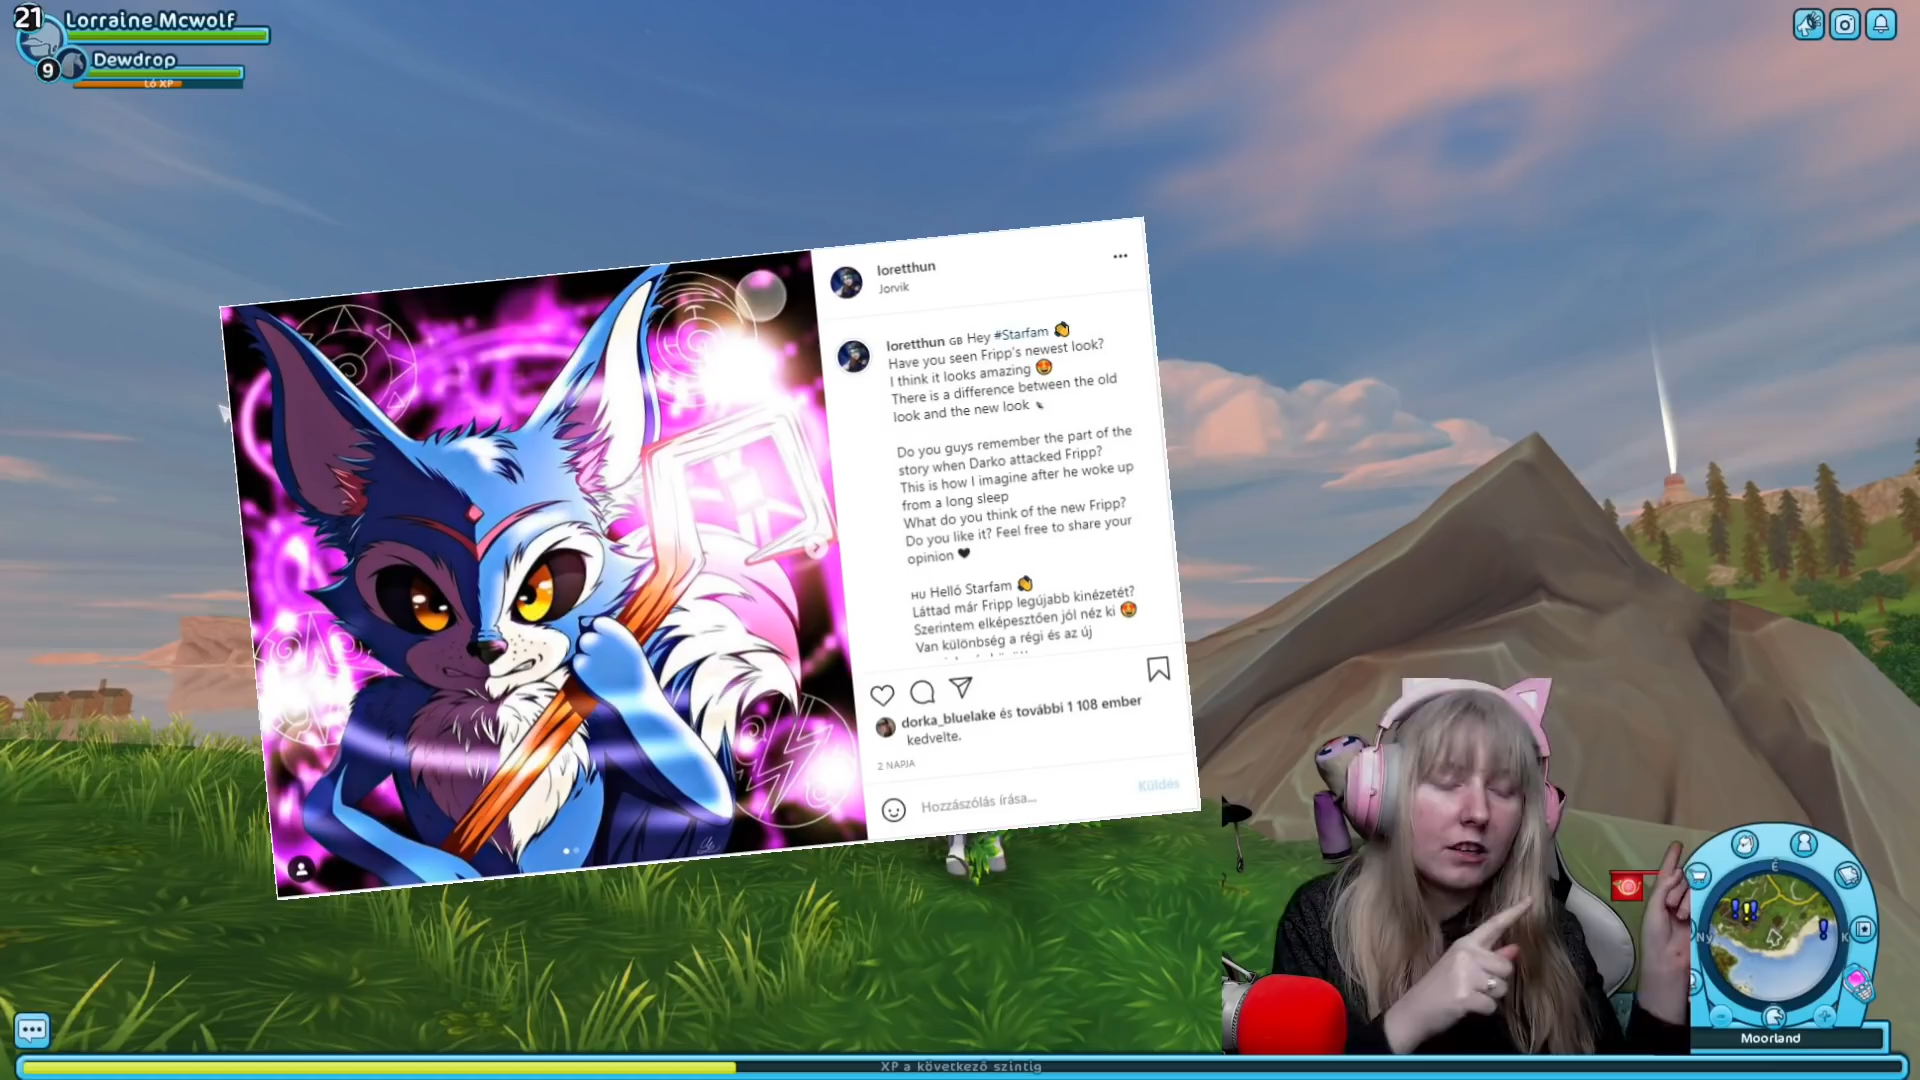 21
Lorraine Mcwolf
9
Dewdrop
Ló XP
loretthun
Jorvik
loretthun GB Hey #Starfam
Have you seen Fripp's newest look?
I think it looks amazing
There is a difference between the old
look and the new look
Do you guys remember the part of the
story when Darko attacked Fripp?
This is how I imagine after he woke up
from a long sleep
What do you think of the new Fripp?
Do you like it? Feel free to share your
opinion
HU Helló Starfam
Láttad már Fripp legújabb kinézetét?
Szerintem elképesztően jól néz ki
Van különbség a régi és az új
dorka_bluelake és további 1 108 ember
kedvelte.
2 NAPJA
Hozzászólás írása...
Küldés
É
Ny
K
Moorland
XP a következő szintig